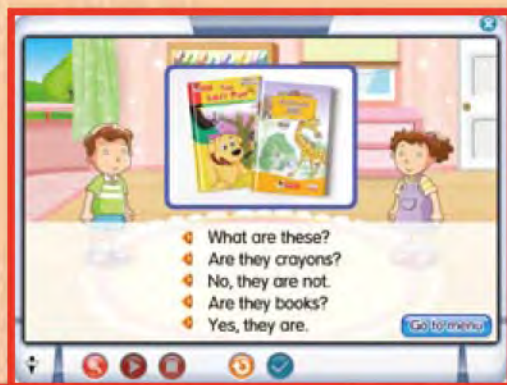 What are these?
Are they crayons?
No, they are not.
Are they books?
Yes, they are.
Go to menu